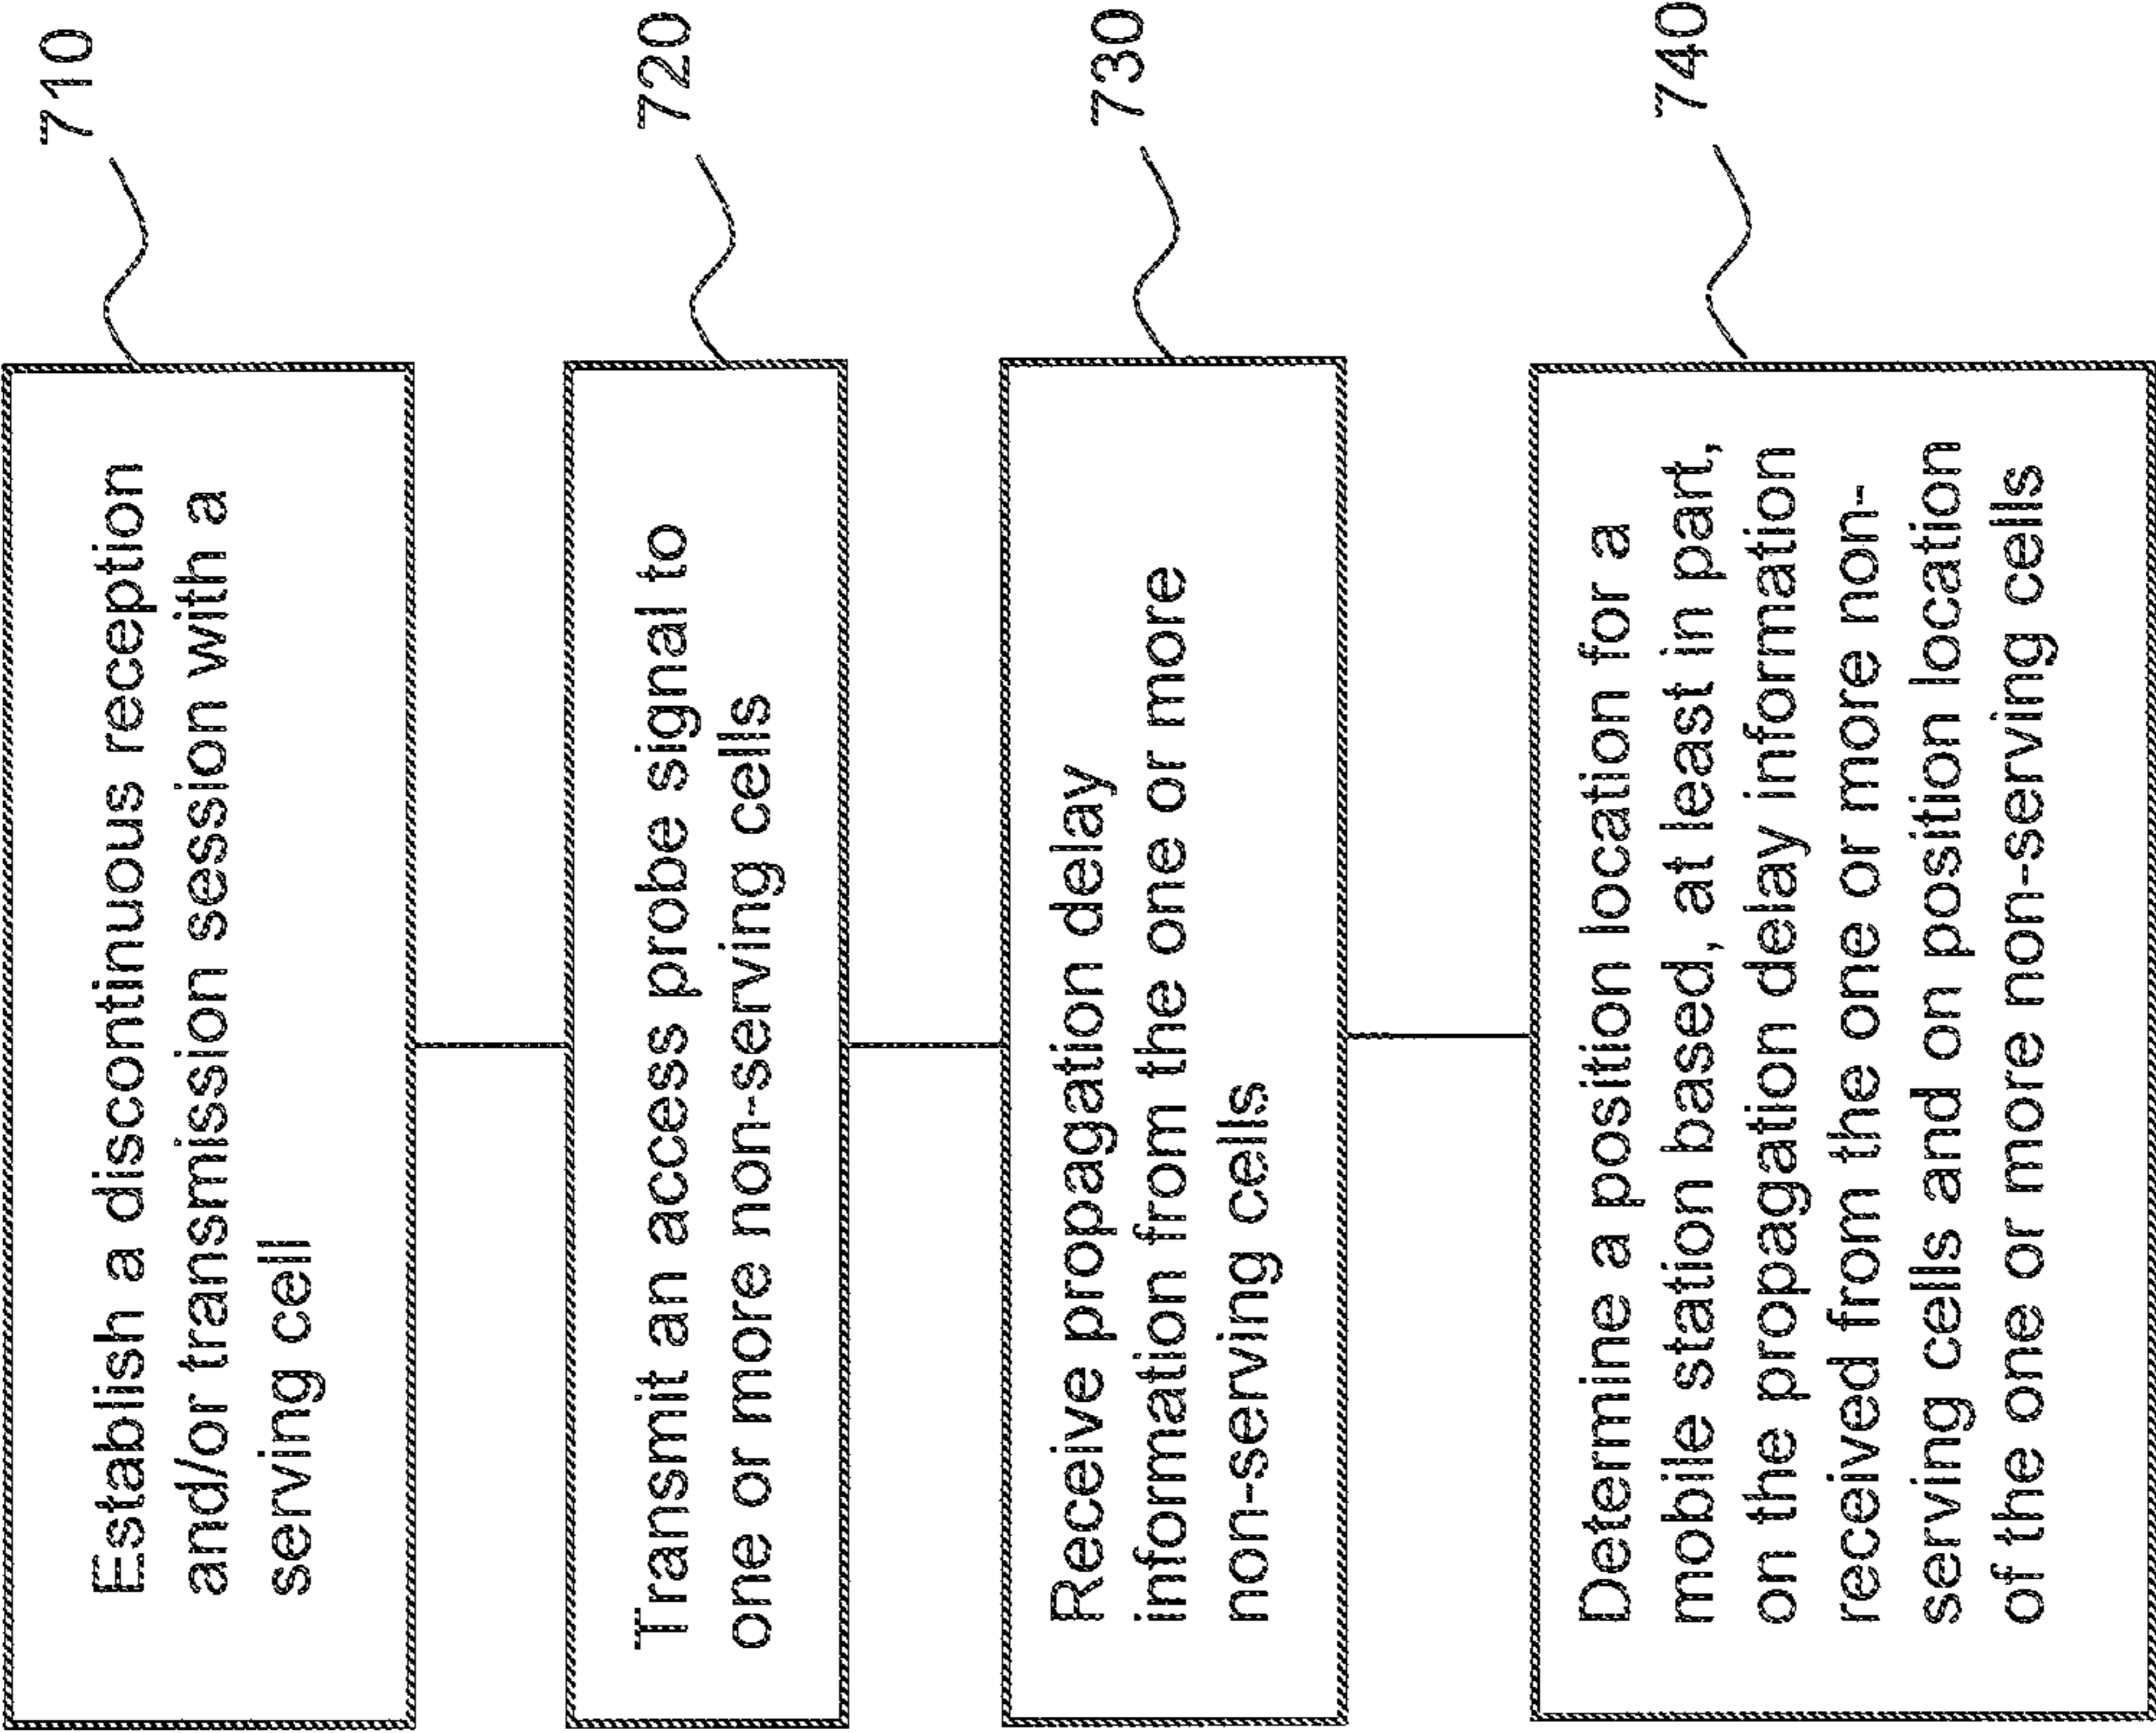 710
Establish a discontinuous reception
and/or transmission session with a
serving cell
720
Transmit an access probe signal to
one or more non-serving cells
730
Receive propagation delay
information from the one or more
non-serving cells
740
Determine a position location for a
mobile station based, at least in part,
on the propagation delay information
received from the one or more non-
serving cells and on position location
of the one or more non-serving cells